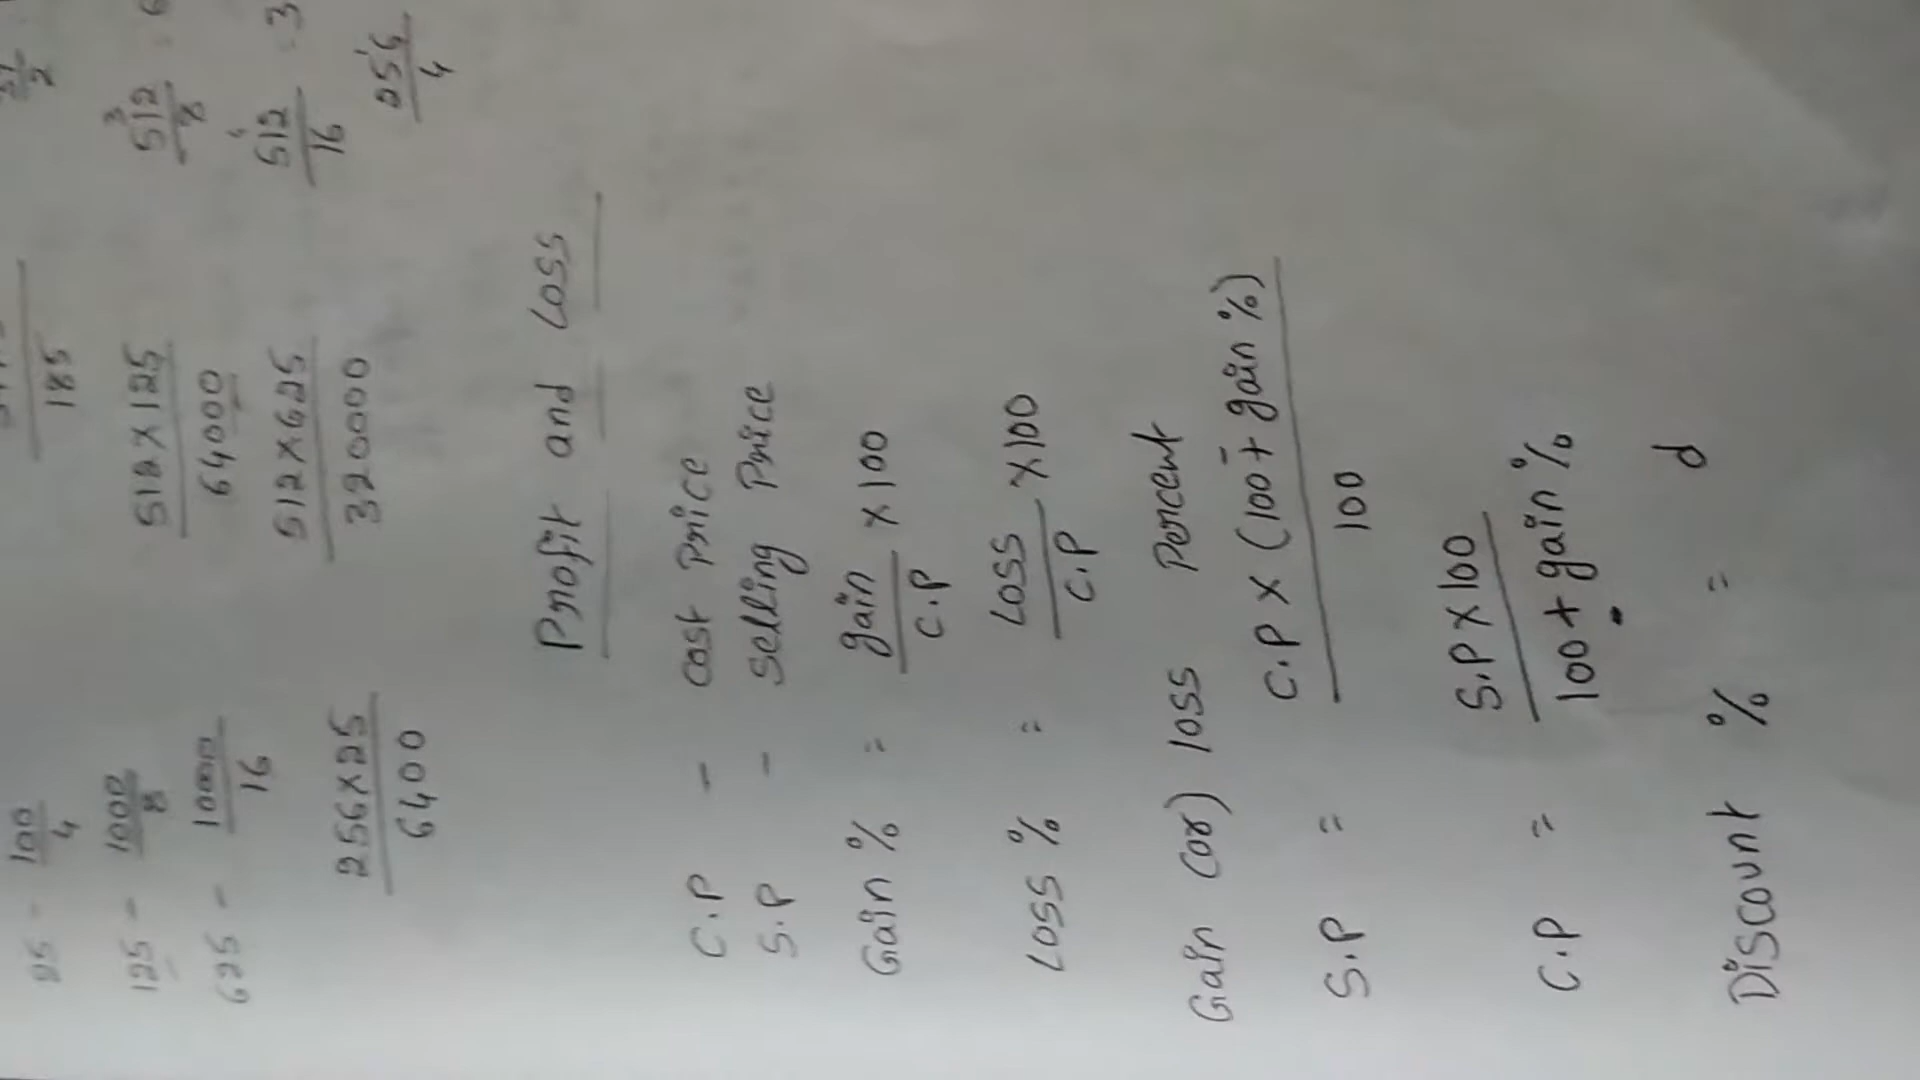 25 - 100/4
185
125 - 1000/8
512 × 125
64000
512/8
625 - 10000/16
512 × 625
320000
512/16
256 × 25
6400
256/4
Profit and Loss
C.P - cost Price
S.P - Selling Price
Gain % = gain/C.P × 100
Loss % = Loss/C.P × 100
Gain (or) loss Percent
S.P = C.P × (100 ∓ gain %)/100
C.P = S.P × 100/100 + gain %
Discount % = d